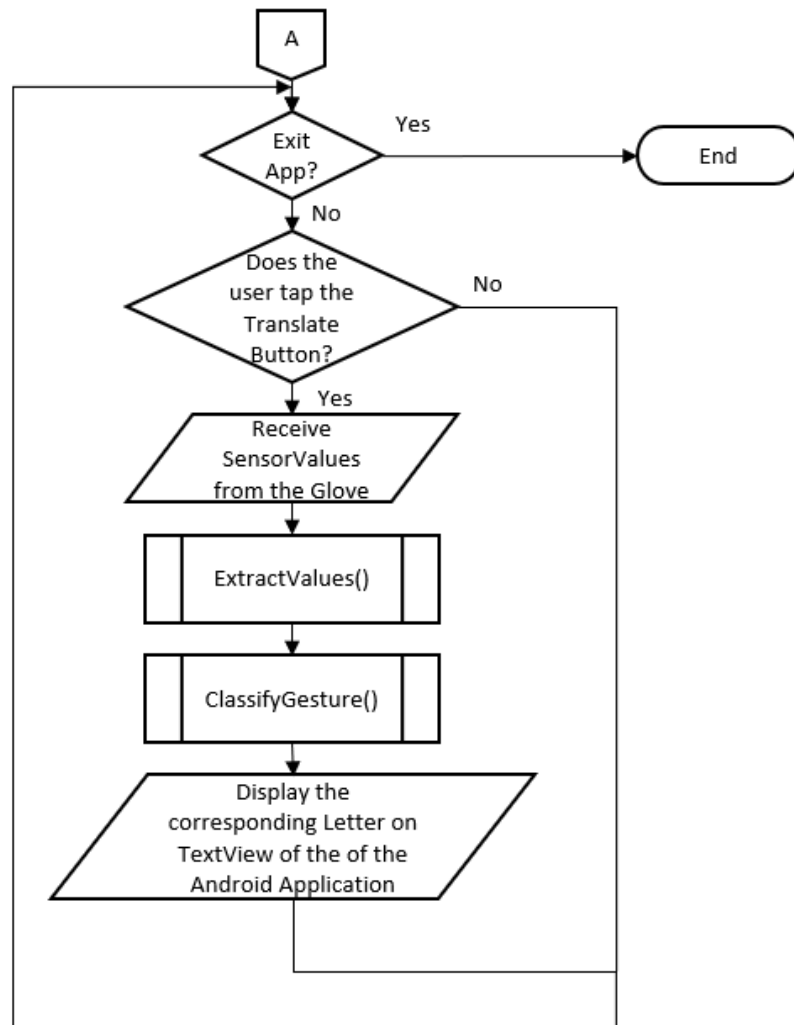 A
Exit
App?
Yes
End
No
Does the
user tap the
Translate
Button?
No
Yes
Receive
SensorValues
from the Glove
ExtractValues()
ClassifyGesture()
Display the
corresponding Letter on
TextView of the of the
Android Application